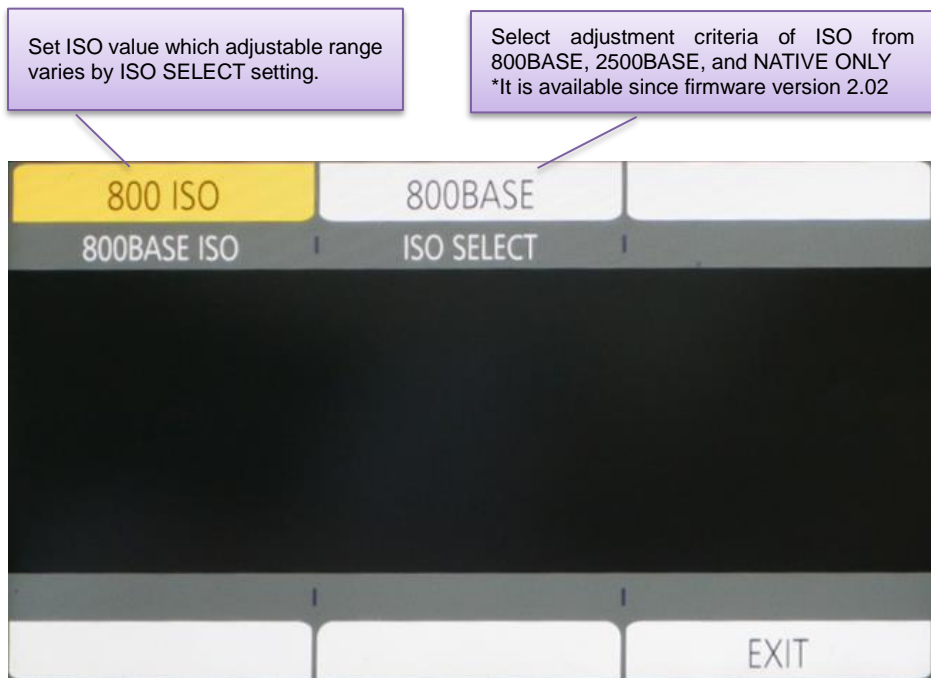 Set ISO value which adjustable range
varies by ISO SELECT setting.
Select adjustment criteria of ISO from
800BASE, 2500BASE, and NATIVE ONLY
*It is available since firmware version 2.02
800 ISO
800BASE
800BASE ISO
ISO SELECT
EXIT